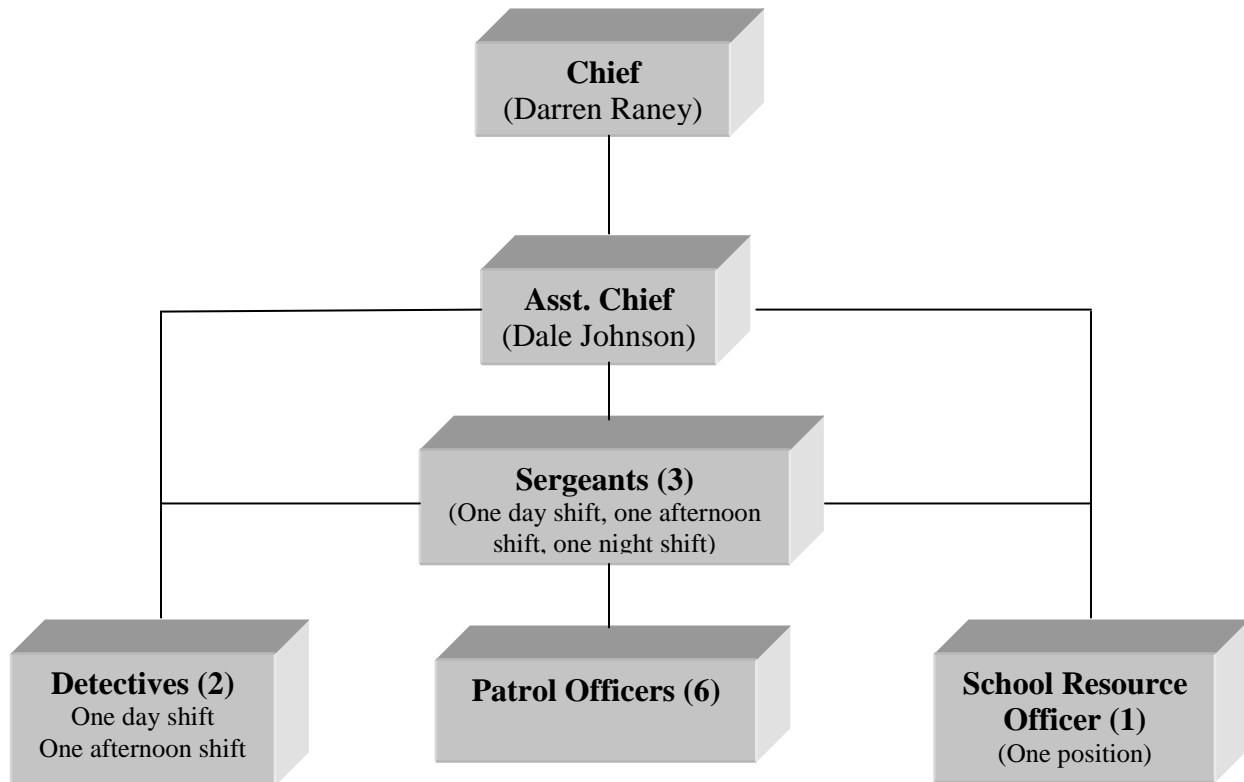 Chief
(Darren Raney)
Asst. Chief
(Dale Johnson)
Sergeants (3)
(One day shift, one afternoon
shift, one night shift)
Detectives (2)
One day shift
One afternoon shift
Patrol Officers (6)
School Resource
Officer (1)
(One position)